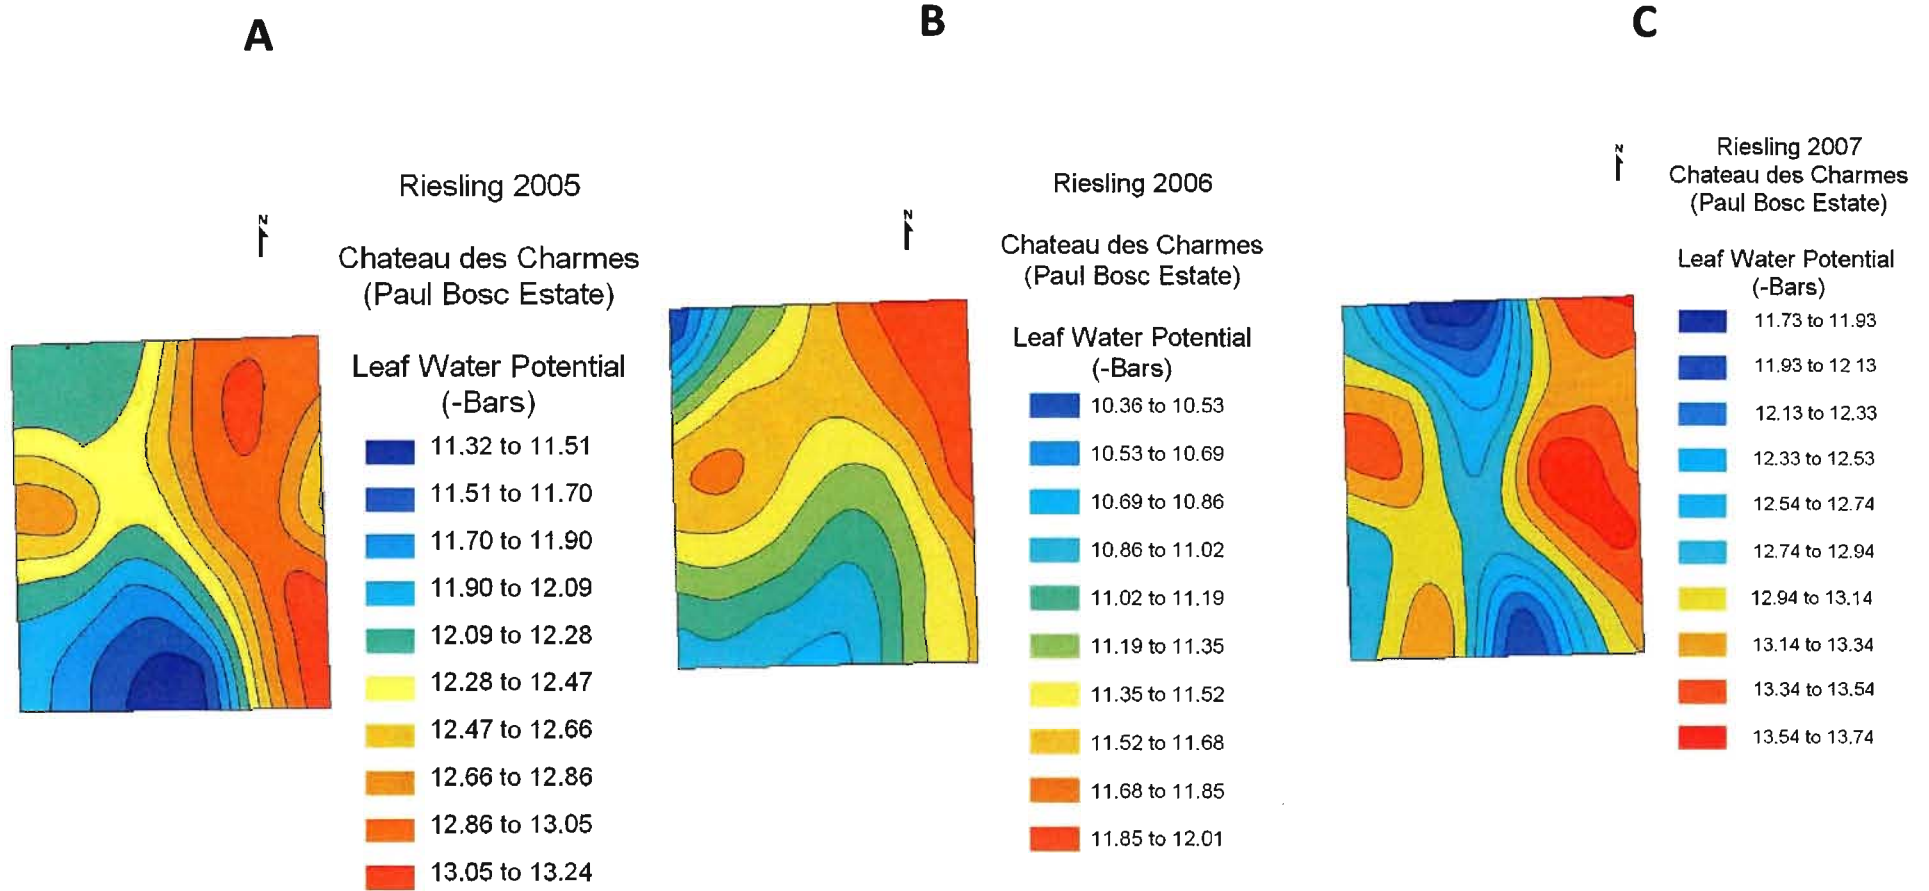 A
Riesling 2005
N
Chateau des Charmes
(Paul Bosc Estate)
Leaf Water Potential
(-Bars)
11.32 to 11.51
11.51 to 11.70
11.70 to 11.90
11.90 to 12.09
12.09 to 12.28
12.28 to 12.47
12.47 to 12.66
12.66 to 12.86
12.86 to 13.05
13.05 to 13.24
B
Riesling 2006
N
Chateau des Charmes
(Paul Bosc Estate)
Leaf Water Potential
(-Bars)
10.36 to 10.53
10.53 to 10.69
10.69 to 10.86
10.86 to 11.02
11.02 to 11.19
11.19 to 11.35
11.35 to 11.52
11.52 to 11.68
11.68 to 11.85
11.85 to 12.01
C
N
Riesling 2007
Chateau des Charmes
(Paul Bosc Estate)
Leaf Water Potential
(-Bars)
11.73 to 11.93
11.93 to 12 13
12.13 to 12.33
12.33 to 12.53
12.54 to 12.74
12.74 to 12.94
12.94 to 13.14
13.14 to 13.34
13.34 to 13.54
13.54 to 13.74